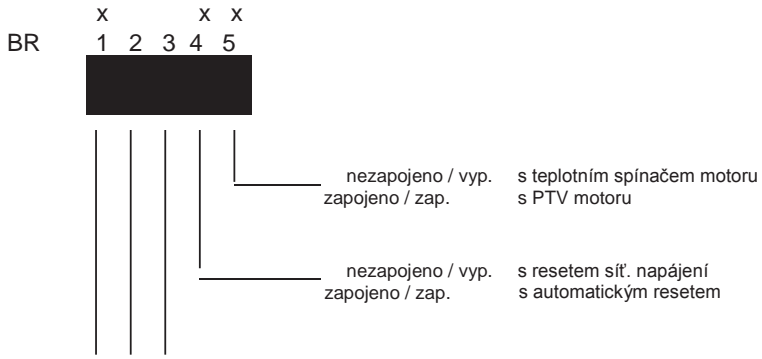 x x x
BR 1 2 3 4 5
nezapojeno / vyp. s teplotním spínačem motoru
zapojeno / zap. s PTV motoru
nezapojeno / vyp. s resetem síť. napájení
zapojeno / zap. s automatickým resetem